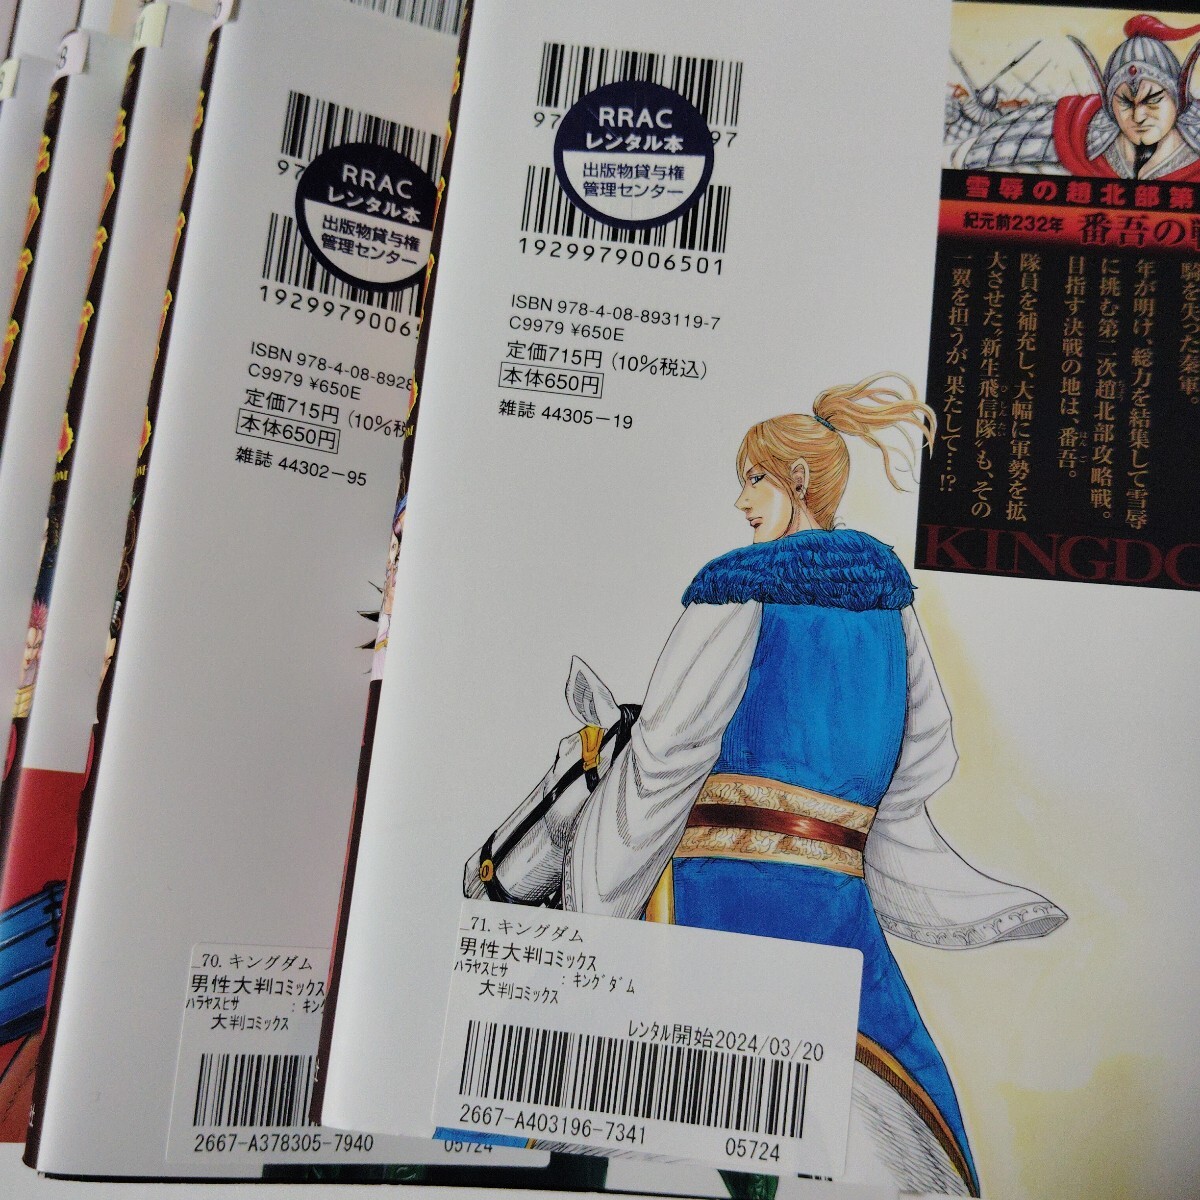 RRAC
レンタル本
出版物貸与権
管理センター
1929979006501
ISBN 978-4-08-893119-7
C9979 ¥650E
定価715円 (10%税込)
本体650円
雑誌 44305-19
雪辱の趙北部第
紀元前232年 番吾の戦
年が明け、総力を結集して雪辱
に挑む第二次趙北部攻略戦。
目指す決戦の地は、番吾。
隊員を補充し、大幅に軍勢を拡
大させた"新生飛信隊"も、その
一翼を担うが、果たして…!?
KINGDO
_71.キングダム
男性大判コミックス
ハラヤスヒサ : キングダム
大判コミックス
レンタル開始2024/03/20
2667-A403196-7341
05724
RRAC
レンタル本
出版物貸与権
管理センター
19299790065
ISBN 978-4-08-8928
C9979 ¥650E
定価715円 (10%税
本体650円
雑誌 44302-95
_70.キングダム
男性大判コミックス
ハラヤスヒサ : キング
大判コミックス
2667-A378305-7940
05724